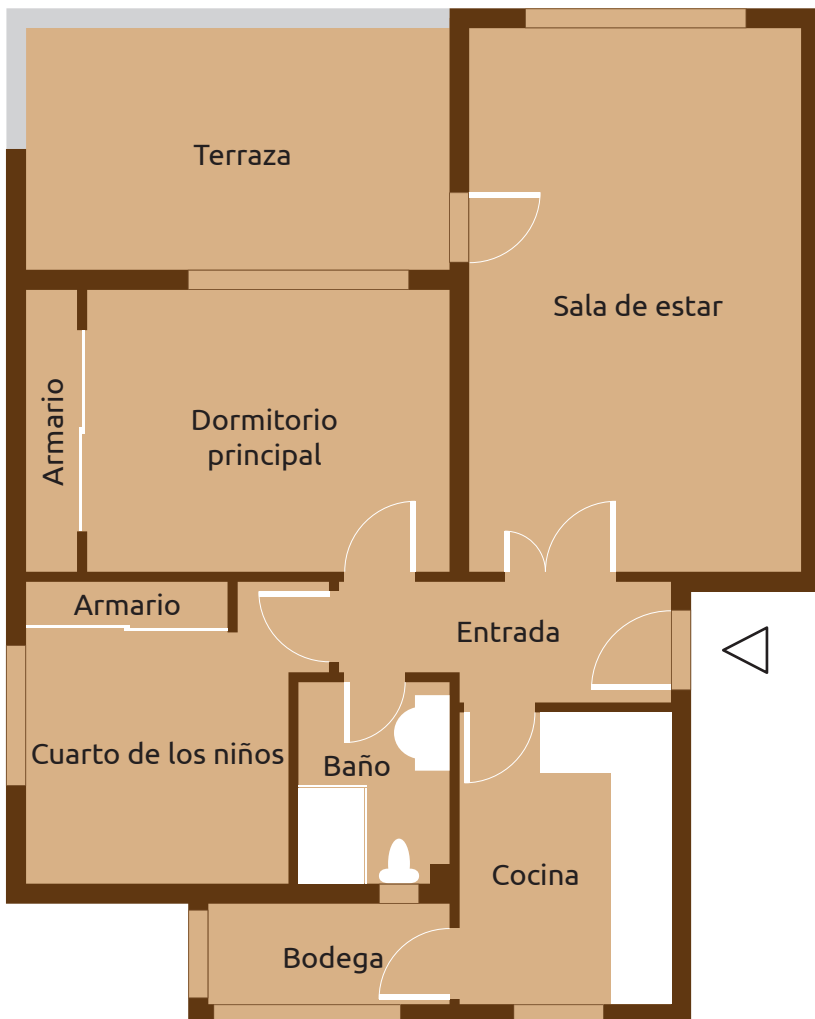 Terraza
Sala de estar
Armario
Dormitorio
principal
Armario
Entrada
Cuarto de los niños
Baño
Cocina
Bodega